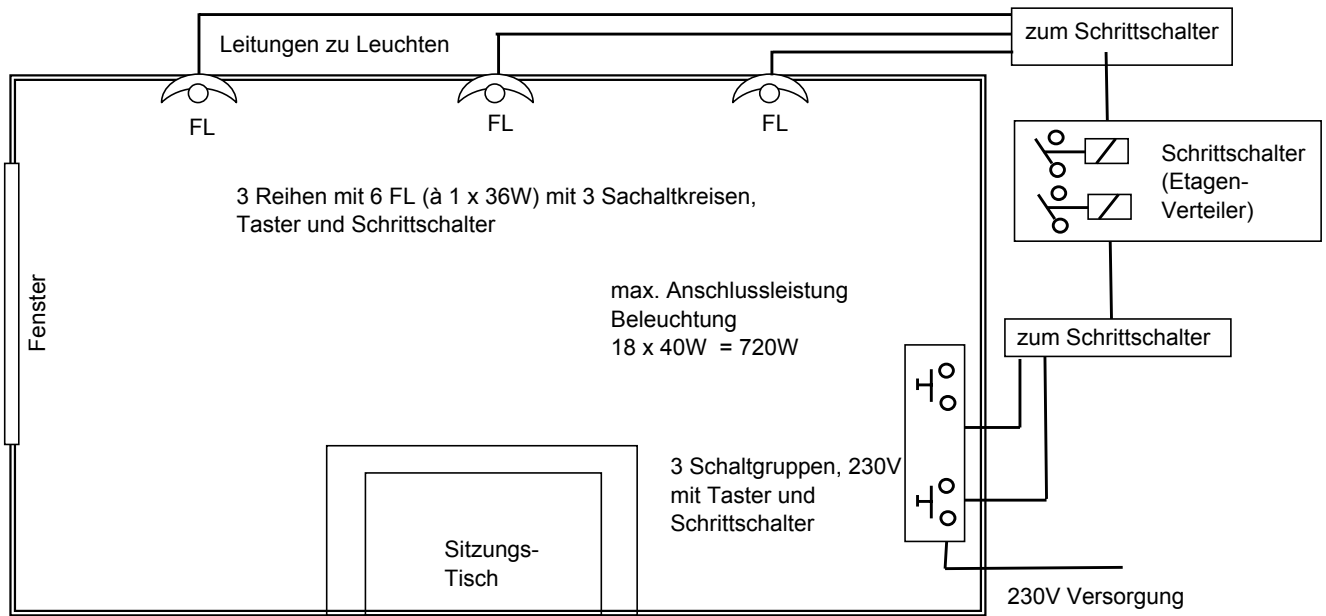 Leitungen zu Leuchten
zum Schrittschalter
FL
FL
FL
3 Reihen mit 6 FL (à 1 x 36W) mit 3 Sachaltkreisen,
Taster und Schrittschalter
Schrittschalter
(Etagen-
Verteiler)
Fenster
max. Anschlussleistung
Beleuchtung
18 x 40W = 720W
zum Schrittschalter
3 Schaltgruppen, 230V
mit Taster und
Schrittschalter
Sitzungs-
Tisch
230V Versorgung